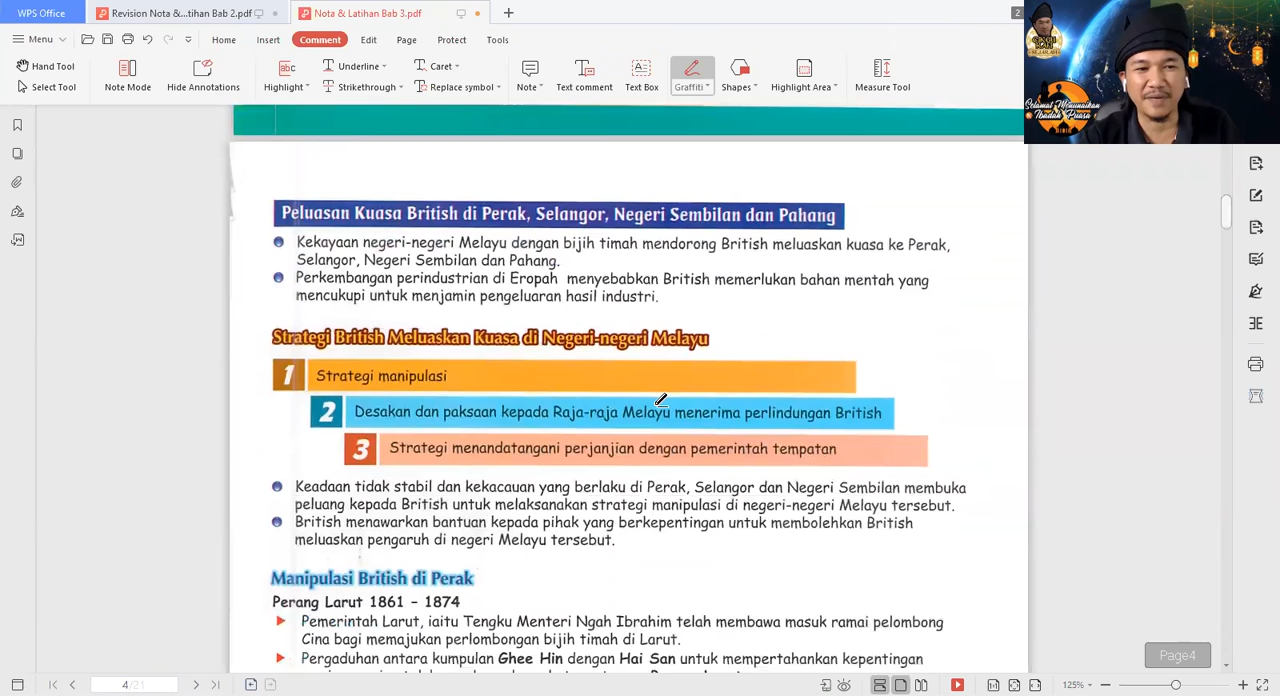 WPS Office
Revision Nota &...tihan Bab 2.pdf
Nota & Latihan Bab 3.pdf
2
Menu
Home
Insert
Comment
Edit
Page
Protect
Tools
Hand Tool
Select Tool
Note Mode
Hide Annotations
Highlight
Underline
Strikethrough
Caret
Replace symbol
Note
Text comment
Text Box
Graffiti
Shapes
Highlight Area
Measure Tool
Selamat Menunaikan
Ibadah Puasa
Peluasan Kuasa British di Perak, Selangor, Negeri Sembilan dan Pahang
Kekayaan negeri-negeri Melayu dengan bijih timah mendorong British meluaskan kuasa ke Perak,
Selangor, Negeri Sembilan dan Pahang.
Perkembangan perindustrian di Eropah menyebabkan British memerlukan bahan mentah yang
mencukupi untuk menjamin pengeluaran hasil industri.
Strategi British Meluaskan Kuasa di Negeri-negeri Melayu
1 Strategi manipulasi
2 Desakan dan paksaan kepada Raja-raja Melayu menerima perlindungan British
3 Strategi menandatangani perjanjian dengan pemerintah tempatan
Keadaan tidak stabil dan kekacauan yang berlaku di Perak, Selangor dan Negeri Sembilan membuka
peluang kepada British untuk melaksanakan strategi manipulasi di negeri-negeri Melayu tersebut.
British menawarkan bantuan kepada pihak yang berkepentingan untuk membolehkan British
meluaskan pengaruh di negeri Melayu tersebut.
Manipulasi British di Perak
Perang Larut 1861 - 1874
Pemerintah Larut, iaitu Tengku Menteri Ngah Ibrahim telah membawa masuk ramai pelombong
Cina bagi memajukan perlombongan bijih timah di Larut.
Pergaduhan antara kumpulan Ghee Hin dengan Hai San untuk mempertahankan kepentingan
Page4
4/21
125%